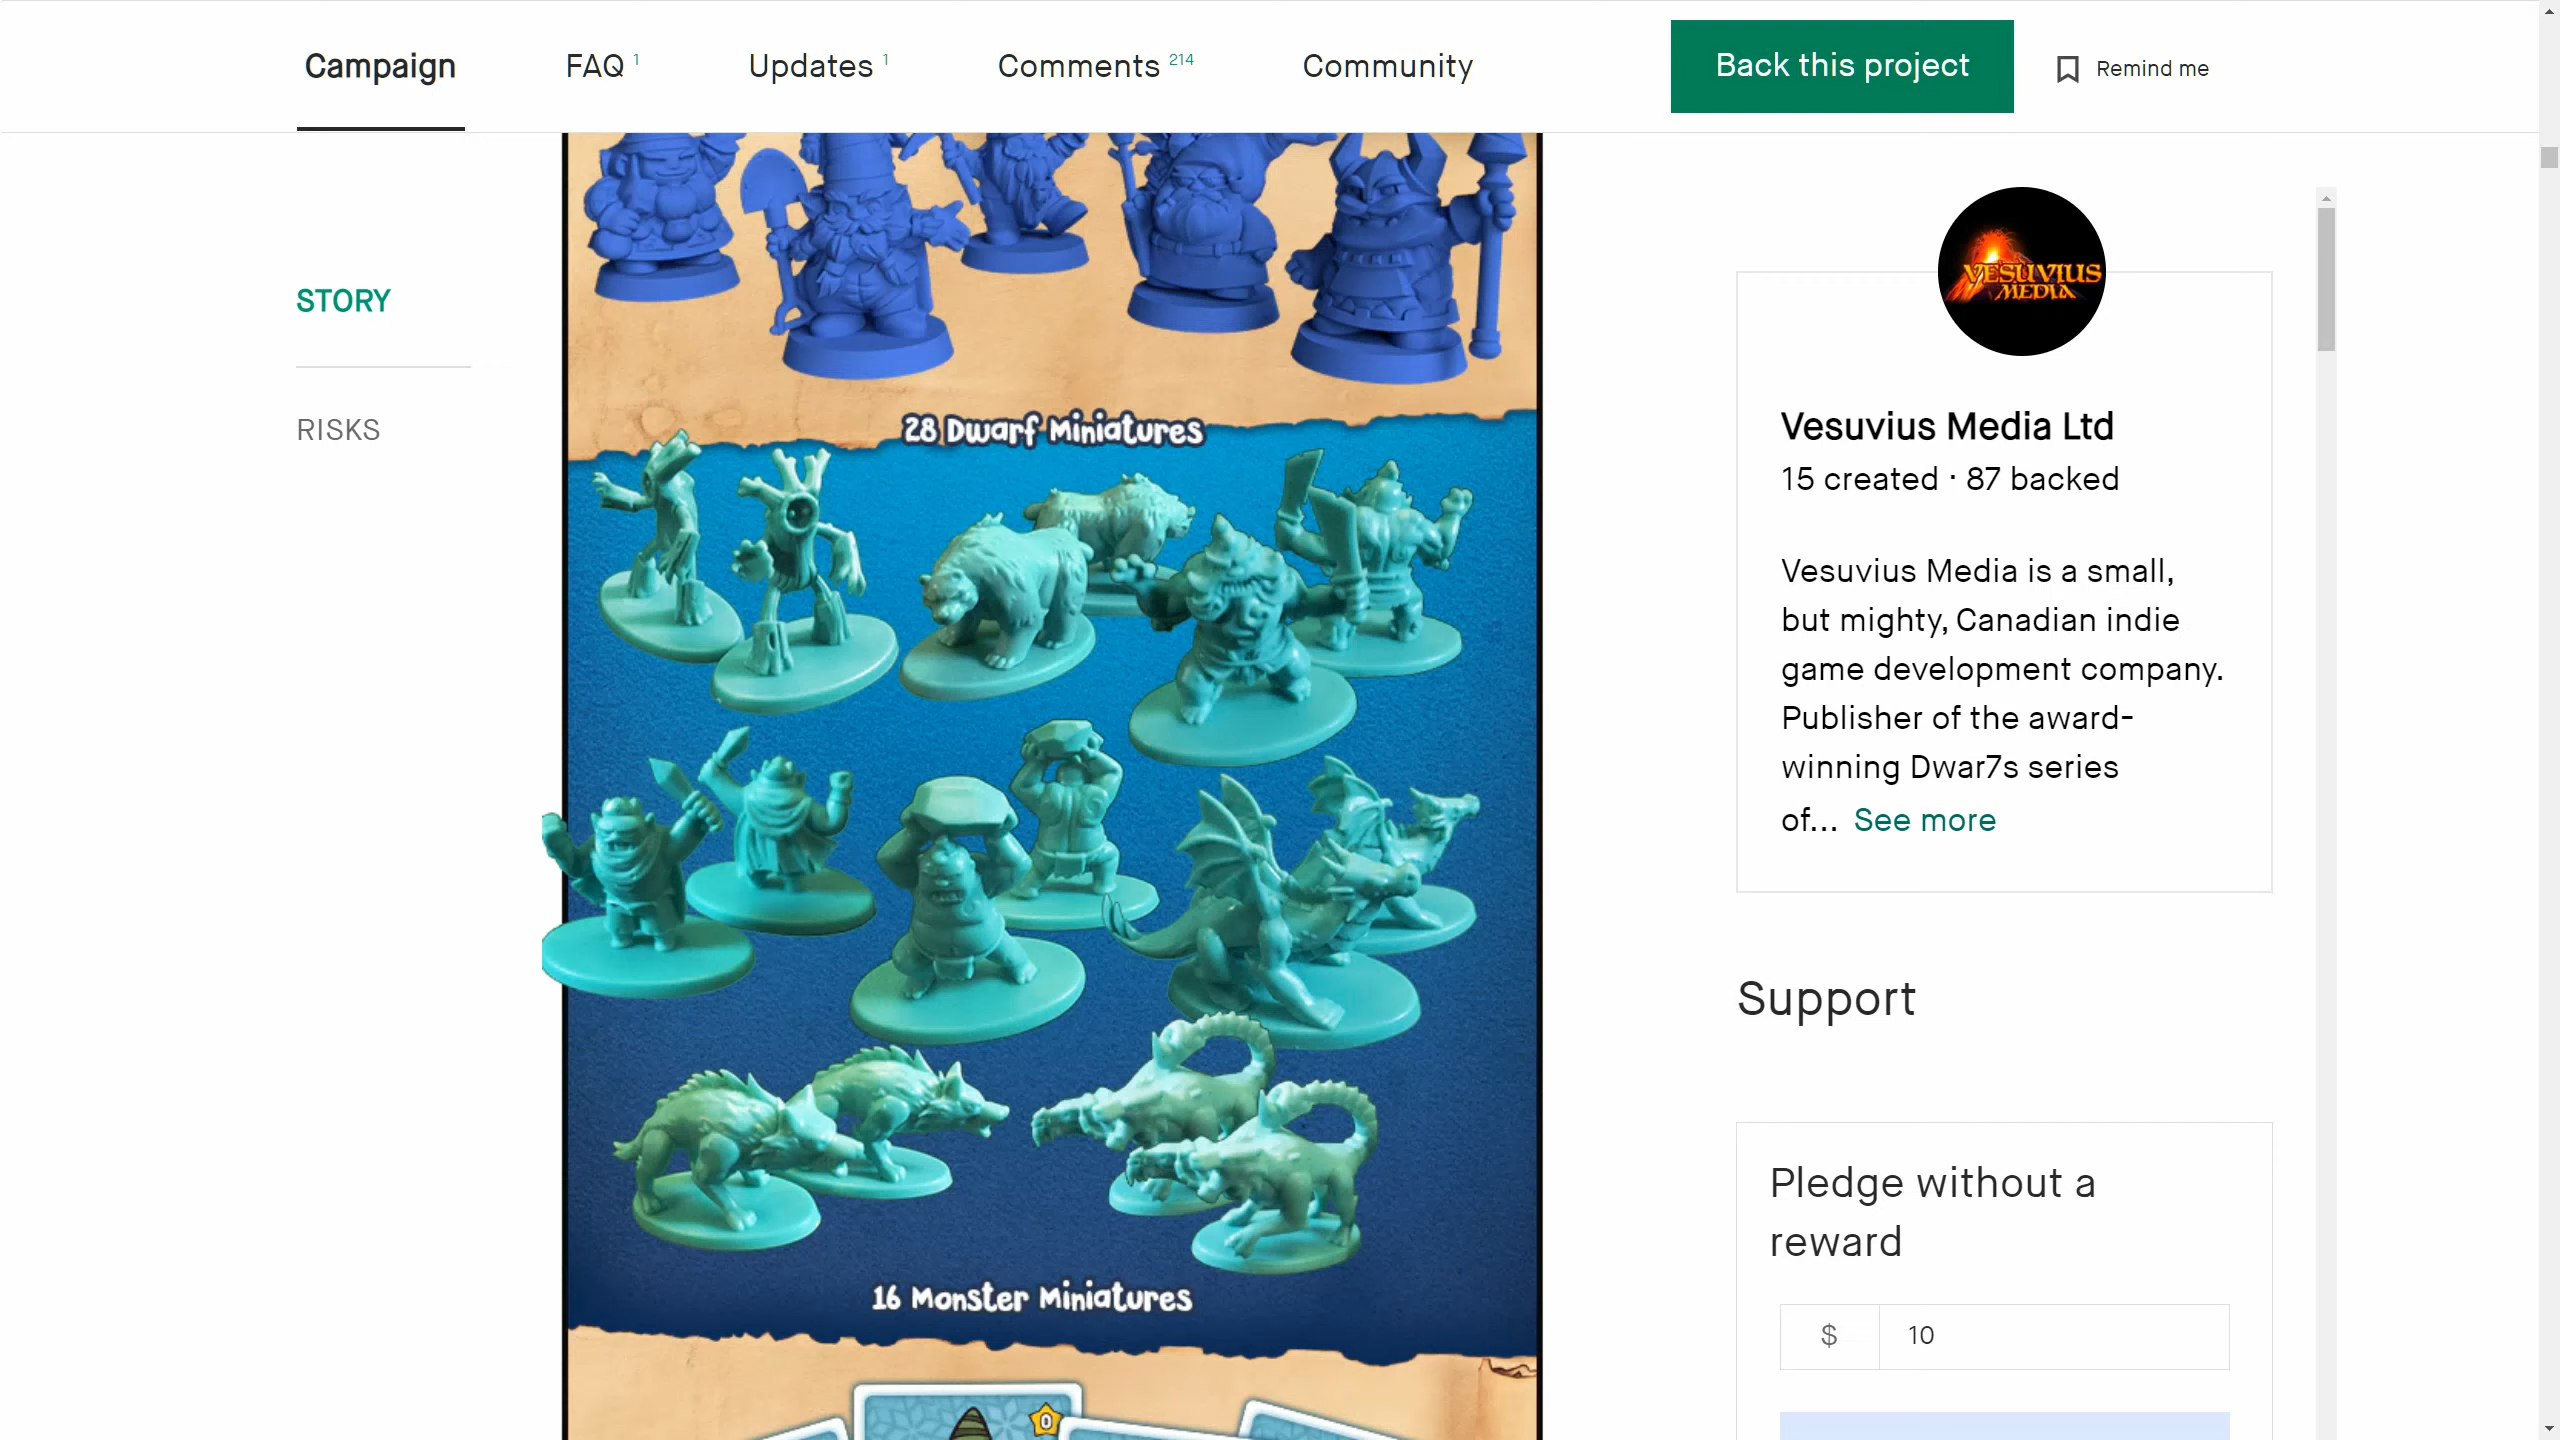 Campaign
FAQ 1
Updates 1
Comments 214
Community
Back this project
Remind me
STORY
RISKS
28 Dwarf Miniatures
16 Monster Miniatures
0
VESUVIUS
MEDIA
Vesuvius Media Ltd
15 created · 87 backed
Vesuvius Media is a small,
but mighty, Canadian indie
game development company.
Publisher of the award-
winning Dwar7s series
of... See more
Support
Pledge without a
reward
$ 10